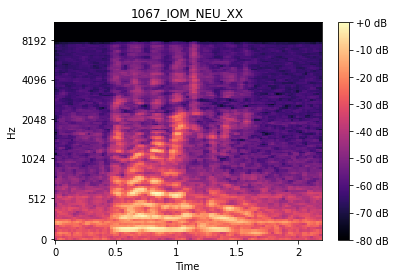 1067_IOM_NEU_XX
Hz
8192
4096
2048
1024
512
0
0
0.5
1
1.5
2
Time
+0 dB
-10 dB
-20 dB
-30 dB
-40 dB
-50 dB
-60 dB
-70 dB
-80 dB